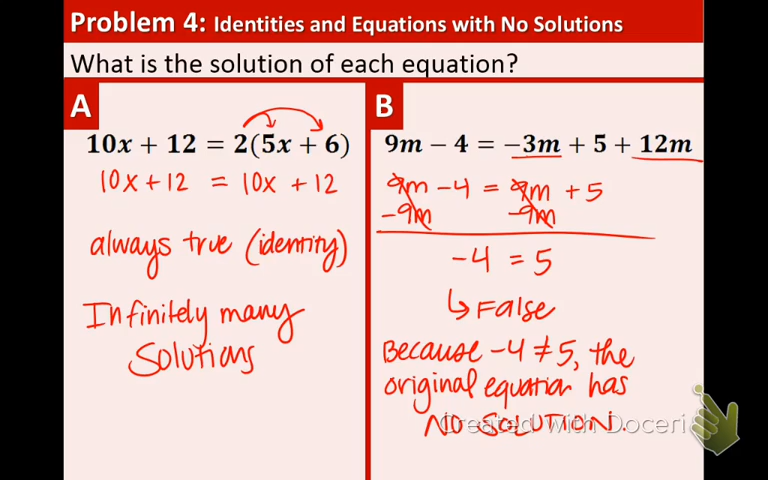 Problem 4: Identities and Equations with No Solutions
What is the solution of each equation?
A
10x + 12 = 2(5x + 6)
10x + 12 = 10x + 12
always true (identity)
Infinitely many
Solutions
B
9m − 4 = −3m + 5 + 12m
9m - 4 = 9m + 5
-9m -9m
-4 = 5
↳ False
Because -4 ≠ 5, the
original equation has
NO SOLUTION.
Created with Doceri